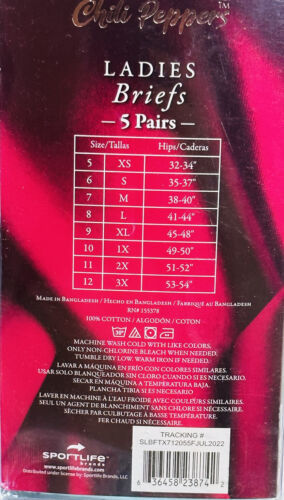 Chili Peppers™
LADIES
Briefs
— 5 Pairs —
Size/Tallas Hips/Caderas
5 XS 32-34"
6 S 35-37"
7 M 38-40"
8 L 41-44"
9 XL 45-48"
10 1X 49-50"
11 2X 51-52"
12 3X 53-54"
Made in Bangladesh / Hecho en Bangladesh / Fabrique au Bangladesh
RN# 155378
100% COTTON / ALGODÓN / COTON
MACHINE WASH COLD WITH LIKE COLORS.
ONLY NON-CHLORINE BLEACH WHEN NEEDED.
TUMBLE DRY LOW. WARM IRON IF NEEDED.
LAVAR A MÁQUINA EN FRÍO CON COLORES SIMILARES.
USAR SOLO BLANQUEADOR SIN CLORO CUANDO SI ES NECESARIO.
SECAR EN MÁQUINA A TEMPERATURA BAJA.
PLANCHA TIBIA SI ES NECESARIO)
LAVER EN MACHINE À L'EAU FROIDE AVEC COULEURS SIMILAIRES.
SEUL UN AGENT DE BLANCHIMENT SANS CHLORE SI NÉCESSAIRE.
SÉCHER PAR CULBUTAGE À BASSE TEMPÉRATURE.
FER CHAUD SI NÉCESSAIRE.
TRACKING #
SLBFTX712055FJUL2022
SPORTLIFE
brands
www.sportlifebrands.com
Distributed under license by: Sportlife Brands, LLC
6 36458 23874 2